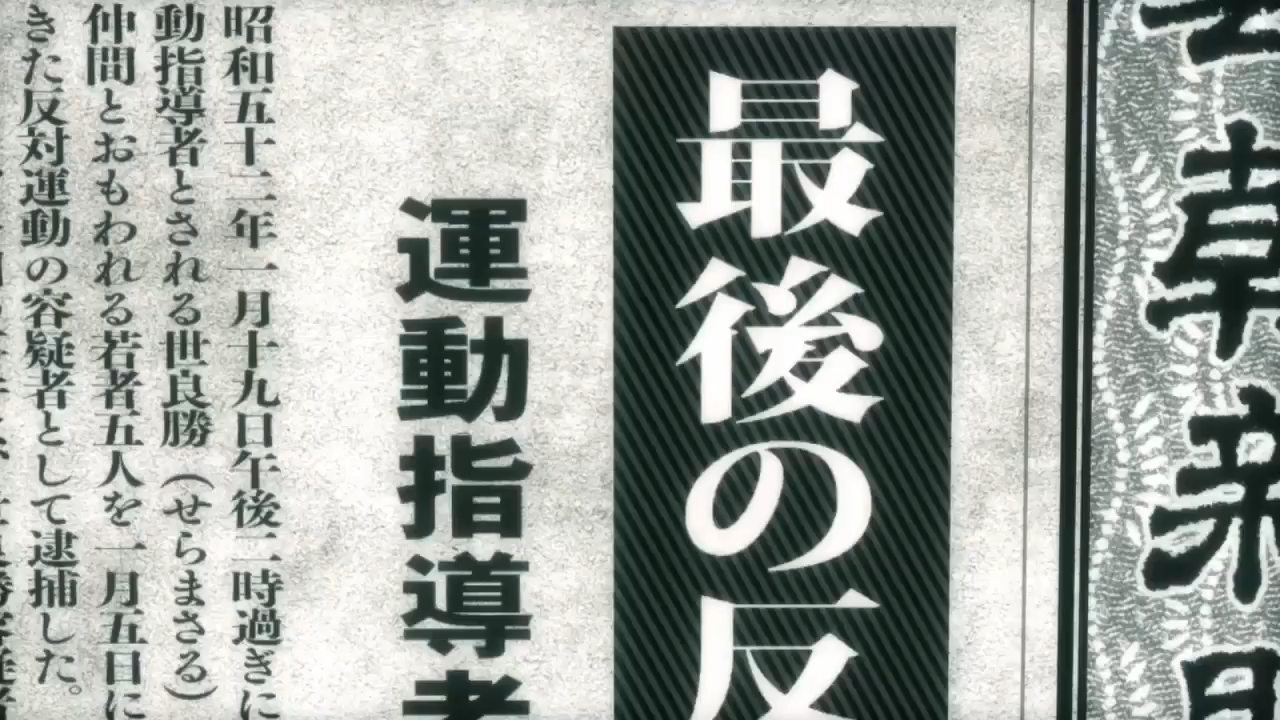 最後の反
運動指導者
昭和五十二年一月十九日午後二時過ぎに
動指導者とされる世良勝(せらまさる)
仲間とおもわれる若者五人を一月五日に
きた反対運動の容疑者として逮捕した。